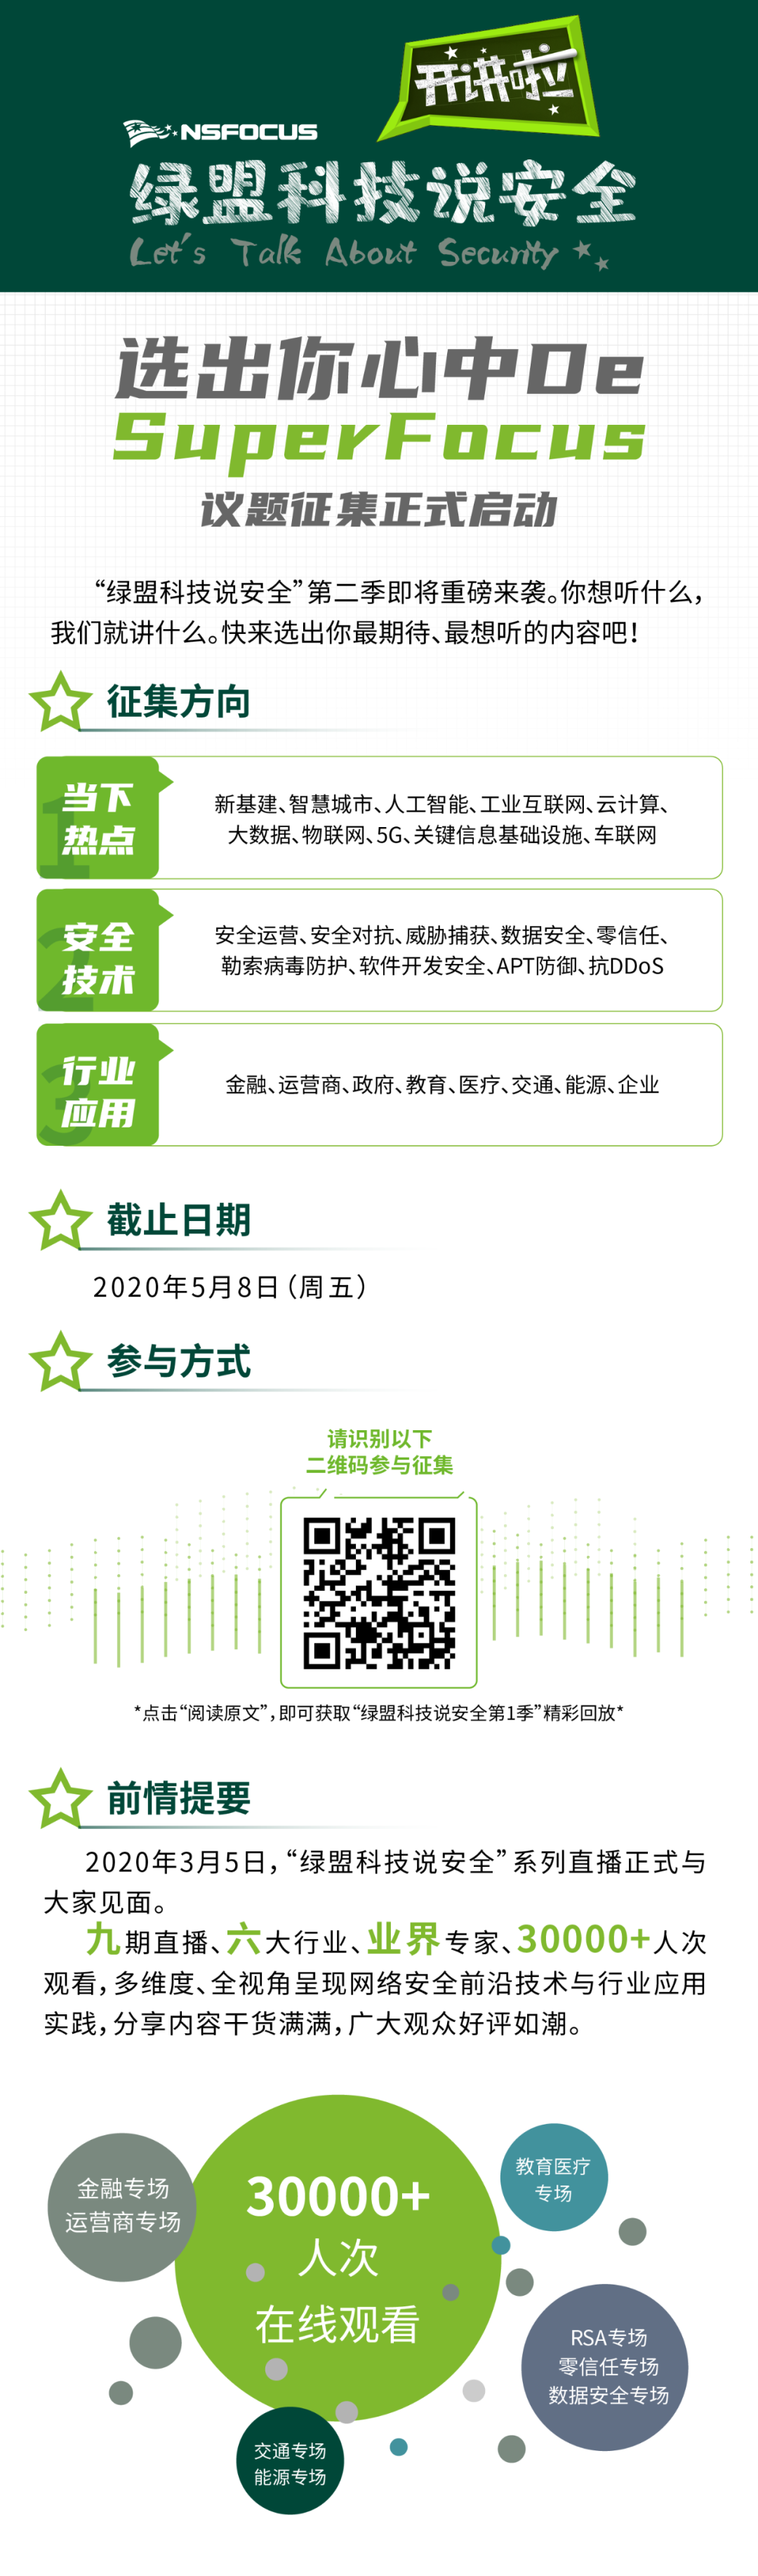 开讲啦
NSFOCUS
绿盟科技说安全
Let's Talk About Security
选出你心中De
SuperFocus
议题征集正式启动
“绿盟科技说安全”第二季即将重磅来袭。你想听什么，
我们就讲什么。快来选出你最期待、最想听的内容吧！
征集方向
1
当下
热点
新基建、智慧城市、人工智能、工业互联网、云计算、
大数据、物联网、5G、关键信息基础设施、车联网
2
安全
技术
安全运营、安全对抗、威胁捕获、数据安全、零信任、
勒索病毒防护、软件开发安全、APT防御、抗DDoS
3
行业
应用
金融、运营商、政府、教育、医疗、交通、能源、企业
截止日期
2020年5月8日（周五）
参与方式
请识别以下
二维码参与征集
*点击“阅读原文”，即可获取“绿盟科技说安全第1季”精彩回放*
前情提要
2020年3月5日，“绿盟科技说安全”系列直播正式与
大家见面。
九期直播、六大行业、业界专家、30000+人次
观看，多维度、全视角呈现网络安全前沿技术与行业应用
实践，分享内容干货满满，广大观众好评如潮。
金融专场
运营商专场
30000+
人次
在线观看
教育医疗
专场
RSA专场
零信任专场
数据安全专场
交通专场
能源专场